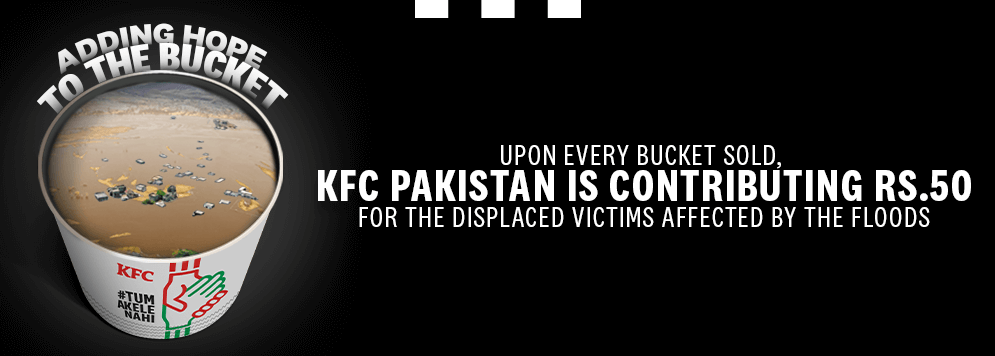 ADDING HOPE
TO THE BUCKET
UPON EVERY BUCKET SOLD,
KFC PAKISTAN IS CONTRIBUTING RS.50
FOR THE DISPLACED VICTIMS AFFECTED BY THE FLOODS
KFC
#TUM
AKELE
NAHI